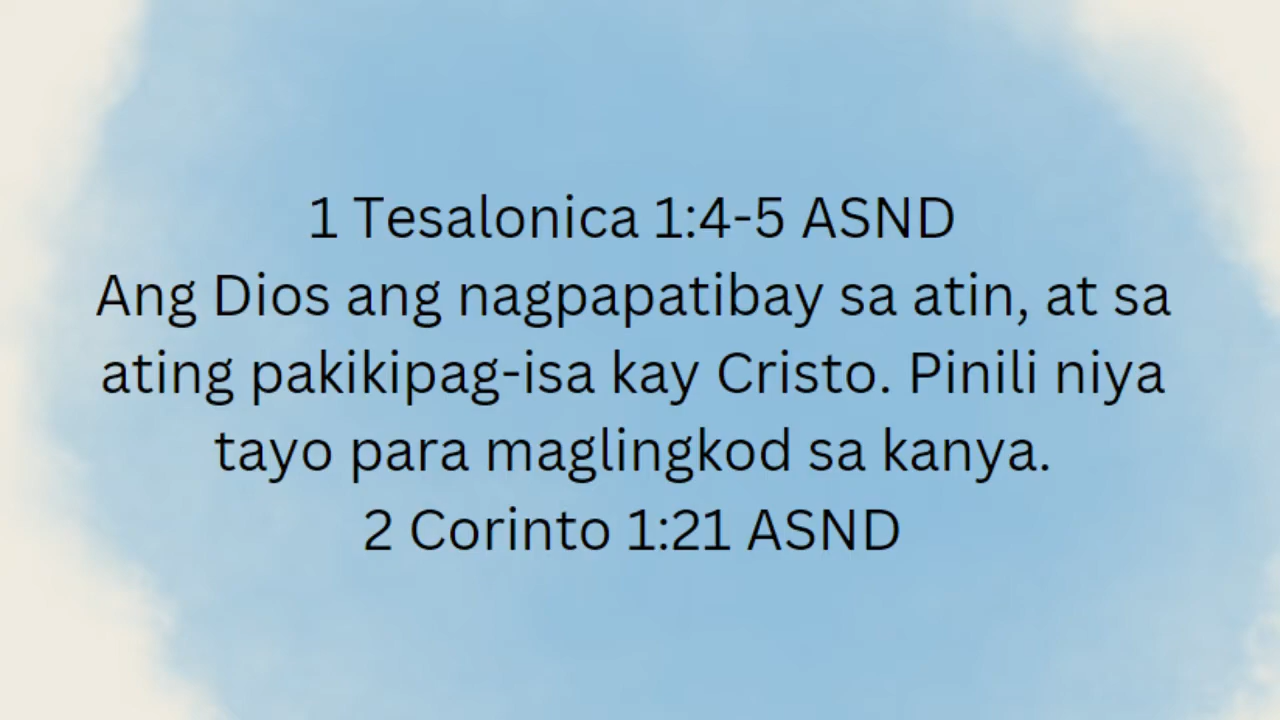 1 Tesalonica 1:4-5 ASND
Ang Dios ang nagpapatibay sa atin, at sa
ating pakikipag-isa kay Cristo. Pinili niya
tayo para maglingkod sa kanya.
2 Corinto 1:21 ASND